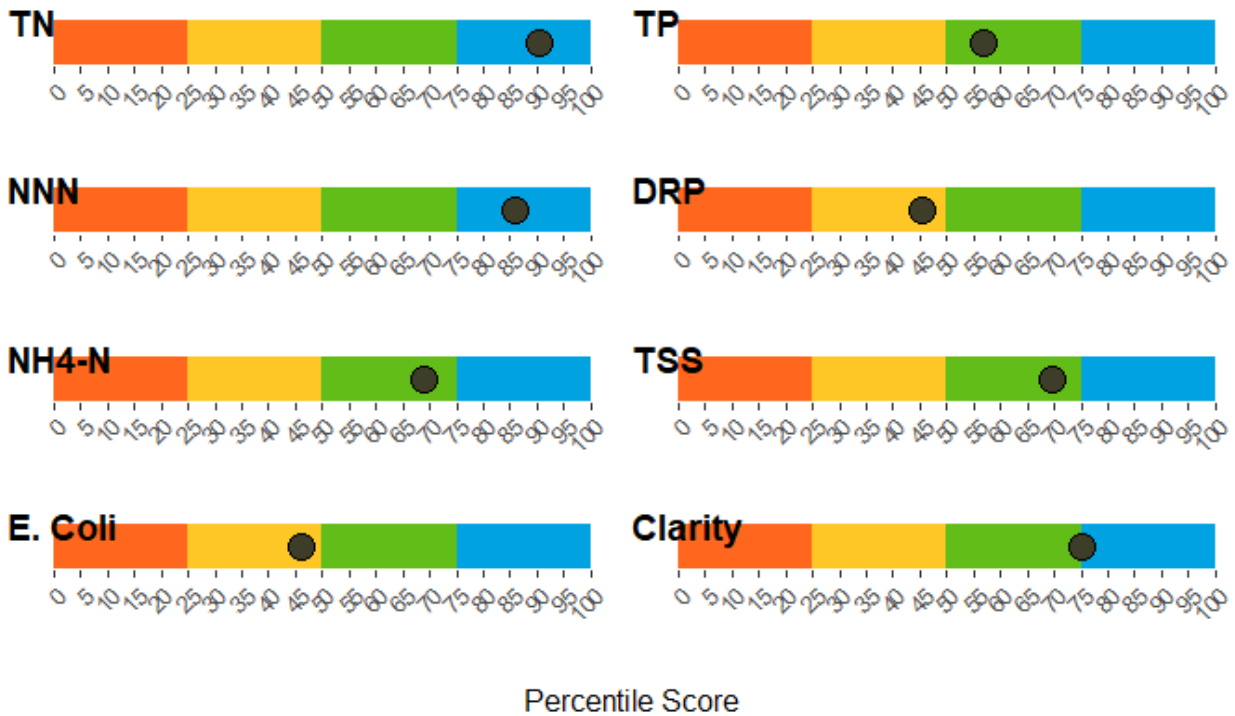 TN
0 5 10 15 20 25 30 35 40 45 50 55 60 65 70 75 80 85 90 95 100
TP
0 5 10 15 20 25 30 35 40 45 50 55 60 65 70 75 80 85 90 95 100
NNN
0 5 10 15 20 25 30 35 40 45 50 55 60 65 70 75 80 85 90 95 100
DRP
0 5 10 15 20 25 30 35 40 45 50 55 60 65 70 75 80 85 90 95 100
NH4-N
0 5 10 15 20 25 30 35 40 45 50 55 60 65 70 75 80 85 90 95 100
TSS
0 5 10 15 20 25 30 35 40 45 50 55 60 65 70 75 80 85 90 95 100
E. Coli
0 5 10 15 20 25 30 35 40 45 50 55 60 65 70 75 80 85 90 95 100
Clarity
0 5 10 15 20 25 30 35 40 45 50 55 60 65 70 75 80 85 90 95 100
Percentile Score